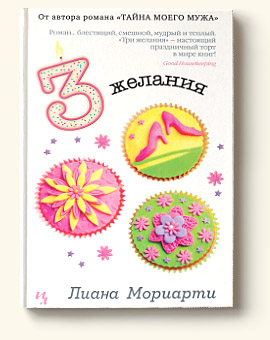 От автора романа «ТАЙНА МОЕГО МУЖА»
Роман... блестящий, смешной, мудрый и теплый.
«Три желания» – настоящий
праздничный торт
в мире книг!
Good Housekeeping
3
желания
Лиана Мориарти